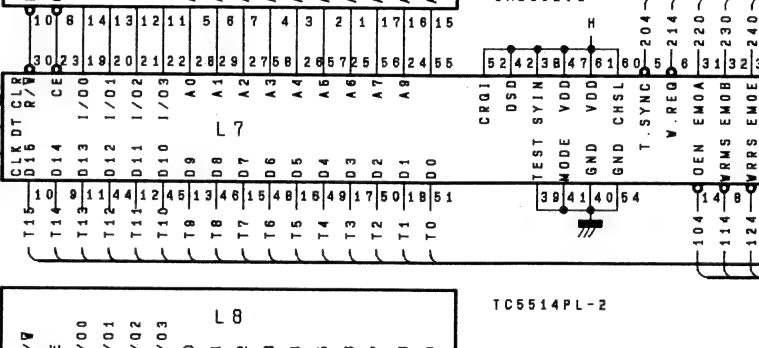 H
10 8 14 13 12 11 5 6 7 4 3 2 1 17 16 15
30 23 19 20 21 22 28 29 27 58 26 57 25 56 24 55
52 42 38 47 61 60 5 6 31 32
204 214 220 230 240
CLK DT CLR
R/W CE I/O0 I/O1 I/O2 I/O3 A0 A1 A2 A3 A4 A5 A6 A7 A9
CRGI DSD SYIN VDD VDD CHSL T.SYNC W.REQ EMOA EMOB EMOE
L7
D15 D14 D13 D12 D11 D10 D9 D8 D7 D6 D5 D4 D3 D2 D1 D0
TEST MODE GND GND OEN WRMS WRRS
10 9 11 44 12 45 13 46 15 48 16 49 17 50 18 51
39 41 40 54 14 8
T15 T14 T13 T12 T11 T10 T9 T8 T7 T6 T5 T4 T3 T2 T1 T0
104 114 124
TC5514PL-2
L8